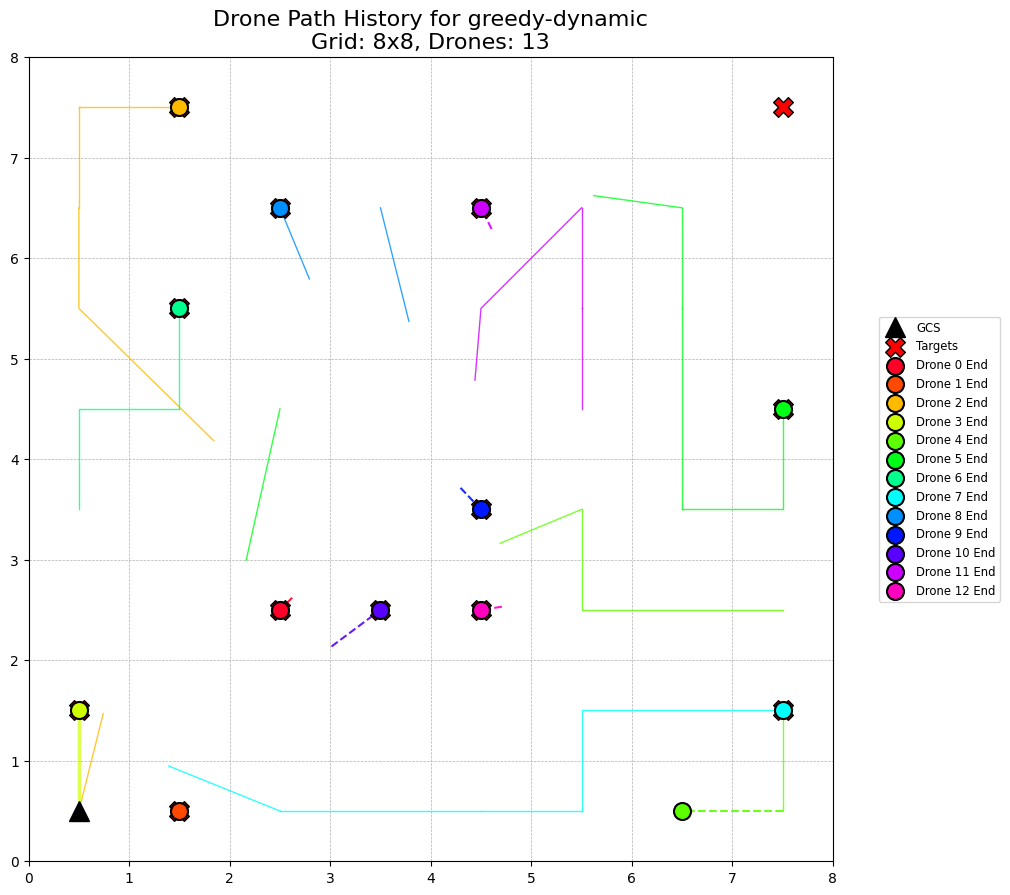 Drone Path History for greedy-dynamic
Grid: 8x8, Drones: 13
8
7
6
5
4
3
2
1
0
0 1 2 3 4 5 6 7 8
GCS
Targets
Drone 0 End
Drone 1 End
Drone 2 End
Drone 3 End
Drone 4 End
Drone 5 End
Drone 6 End
Drone 7 End
Drone 8 End
Drone 9 End
Drone 10 End
Drone 11 End
Drone 12 End